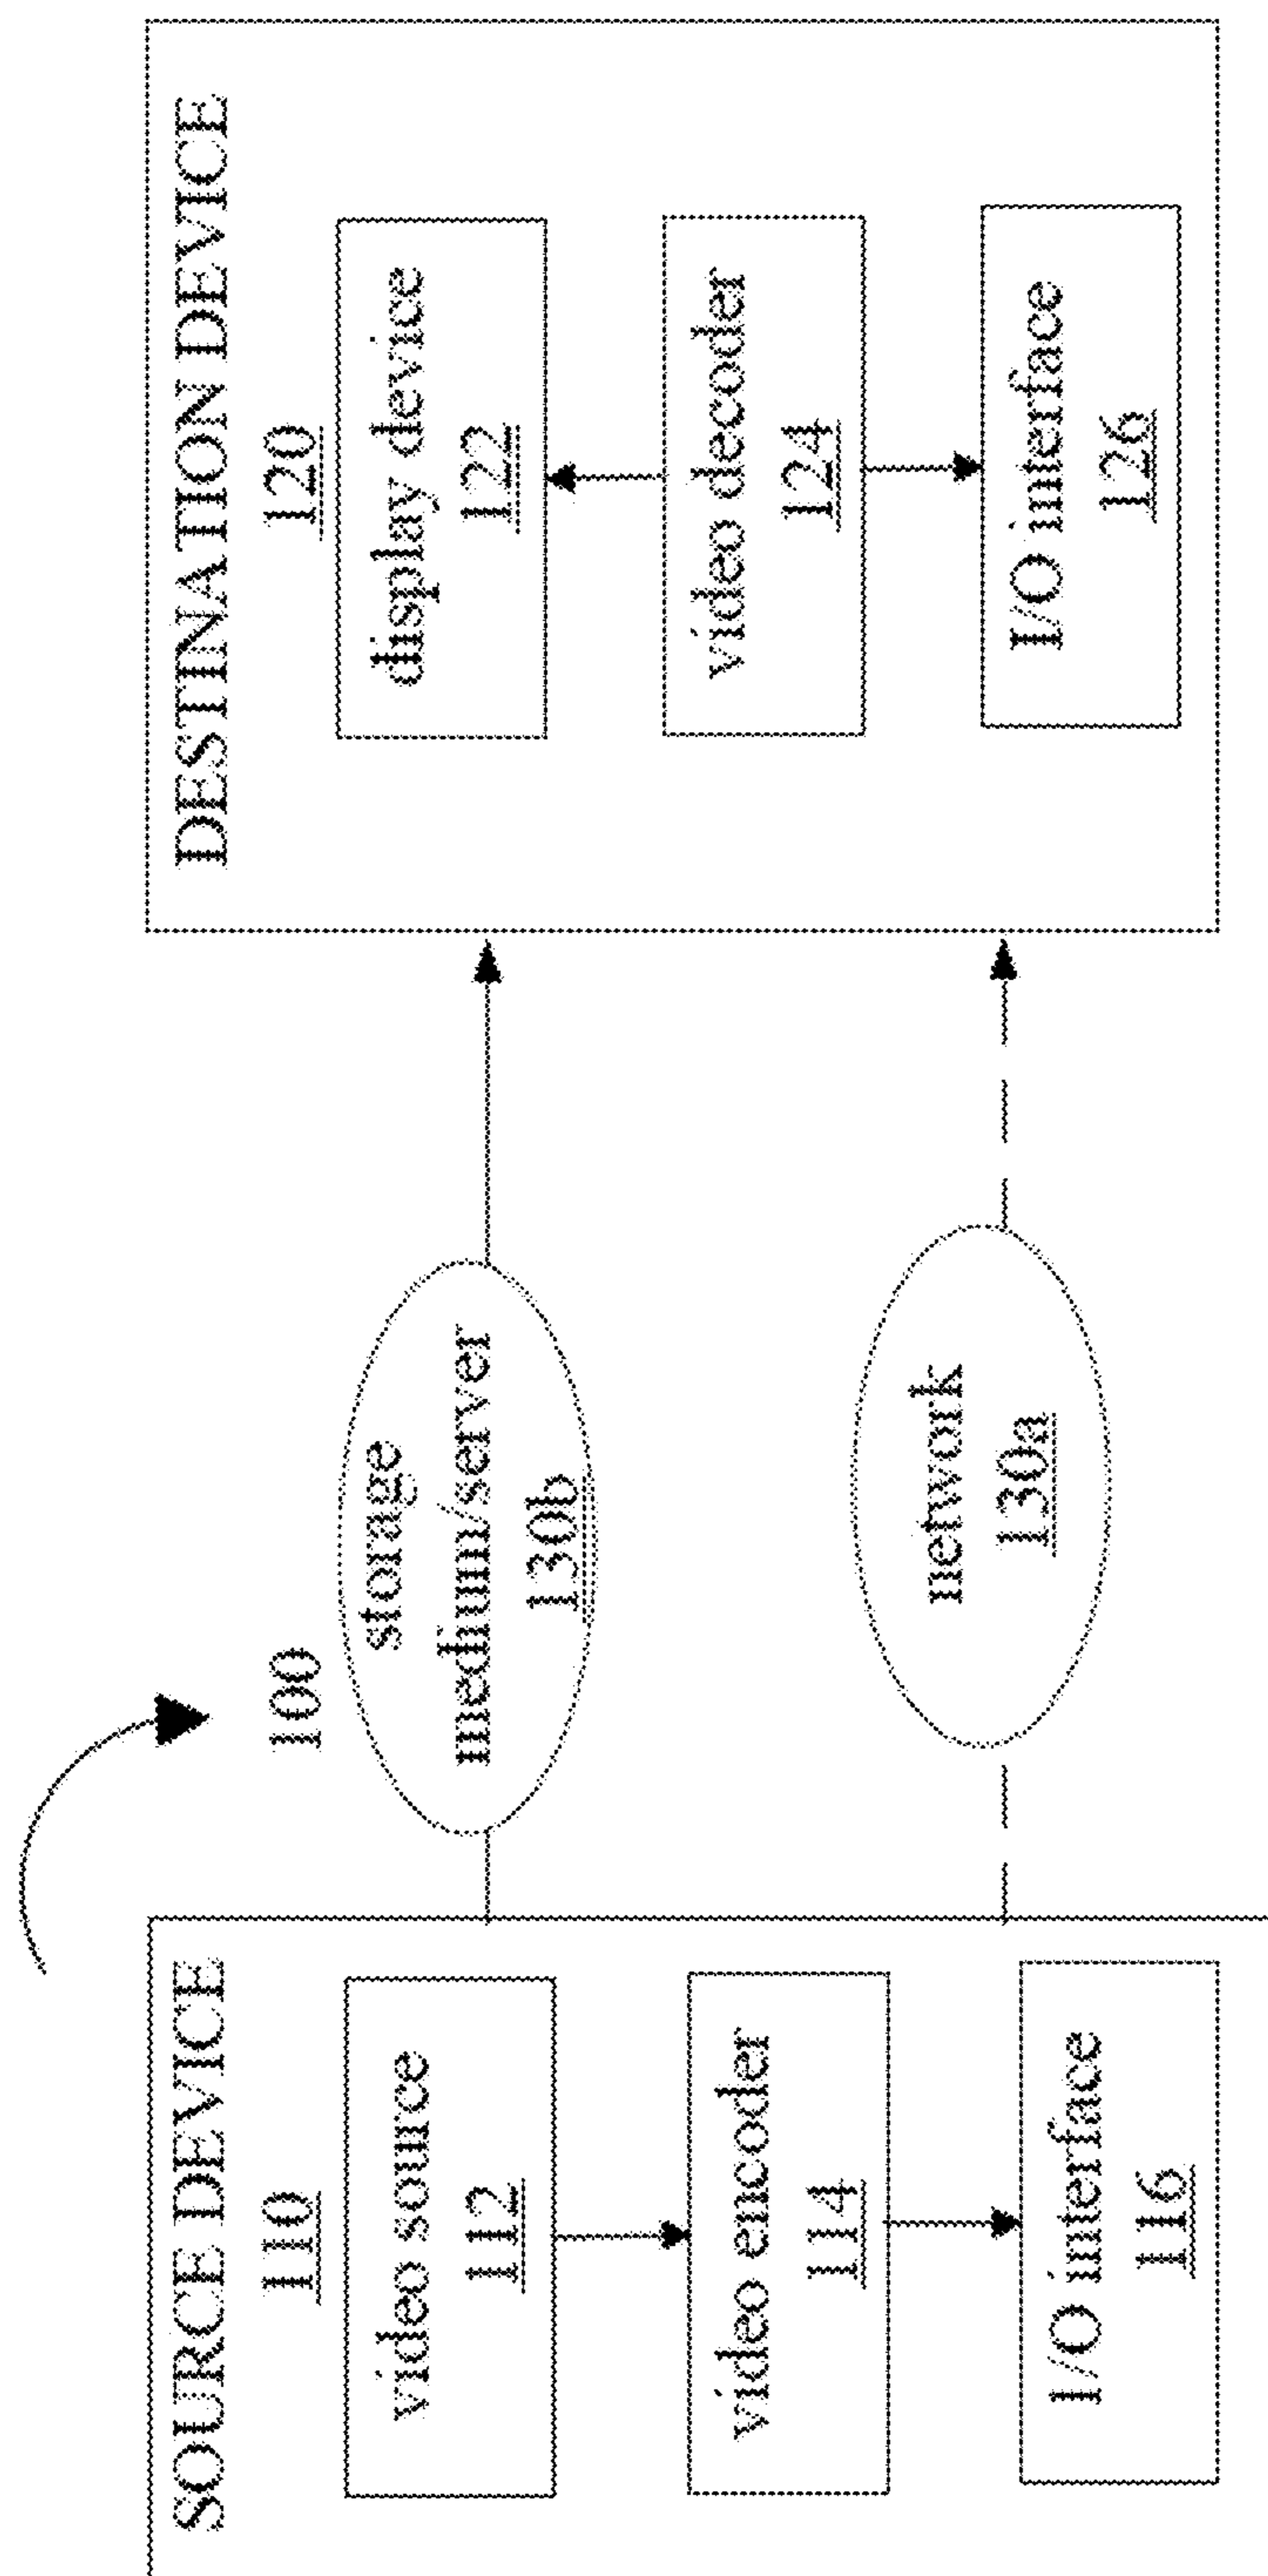 100
SOURCE DEVICE
110
video source
112
video encoder
114
I/O interface
116
storage
medium/server
130b
network
130a
DESTINATION DEVICE
120
display device
122
video decoder
124
I/O interface
126